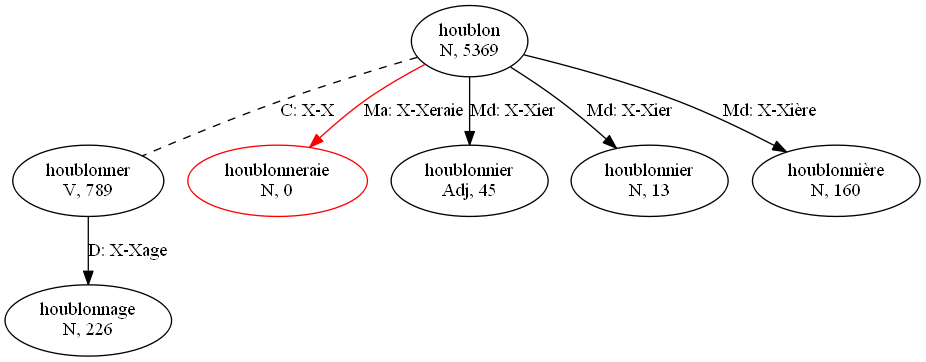 houblon
N, 5369
C: X-X
Ma: X-Xeraie
Md: X-Xier
Md: X-Xier
Md: X-Xière
houblonner
V, 789
houblonneraie
N, 0
houblonnier
Adj, 45
houblonnier
N, 13
houblonnière
N, 160
D: X-Xage
houblonnage
N, 226